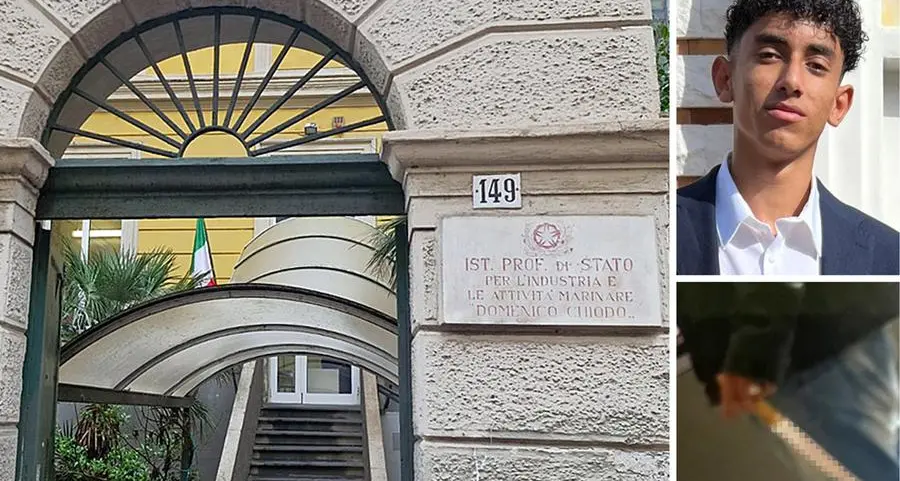 149
IST. PROF. DI STATO
PER L'INDUSTRIA E
LE ATTIVITÀ MARINARE
DOMENICO CHIODO..